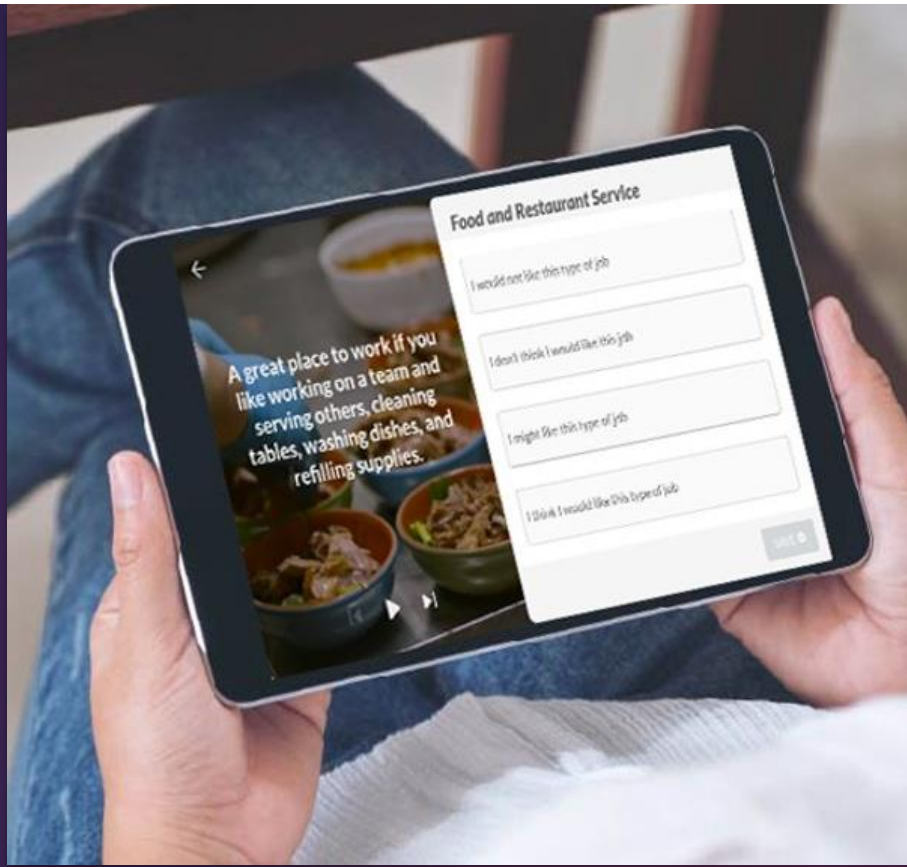 A great place to work if you
like working on a team and
serving others, cleaning
tables, washing dishes, and
refilling supplies.
Food and Restaurant Service
I would not like this type of job
I don't think I would like this job
I might like this type of job
I think I would like this type of job
SAVE